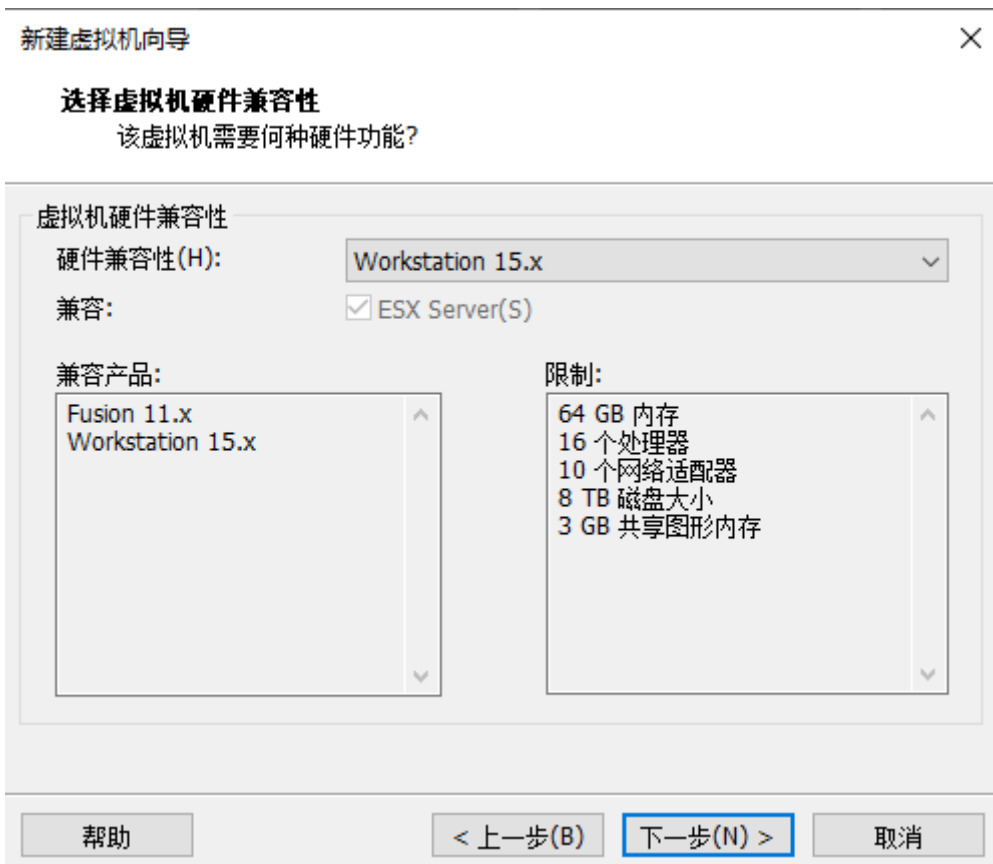 新建虚拟机向导
选择虚拟机硬件兼容性
该虚拟机需要何种硬件功能?
虚拟机硬件兼容性
硬件兼容性(H): Workstation 15.x
兼容: ESX Server(S)
兼容产品:
Fusion 11.x
Workstation 15.x
限制:
64 GB 内存
16 个处理器
10 个网络适配器
8 TB 磁盘大小
3 GB 共享图形内存
帮助 < 上一步(B) 下一步(N) > 取消